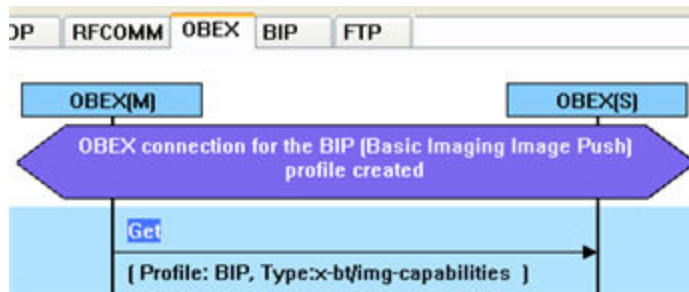 RFCOMM OBEX BIP FTP
OBEX(M) OBEX(S)
OBEX connection for the BIP (Basic Imaging Image Push)
profile created
Get
( Profile: BIP, Type:x-bt/img-capabilities )